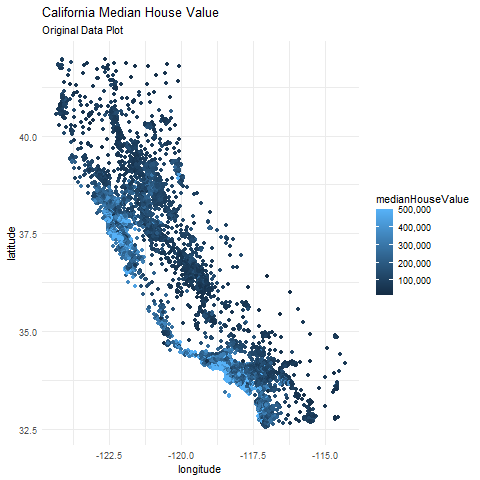 California Median House Value
Original Data Plot
40.0
37.5
35.0
32.5
latitude
-122.5
-120.0
-117.5
-115.0
longitude
medianHouseValue
500,000
400,000
300,000
200,000
100,000